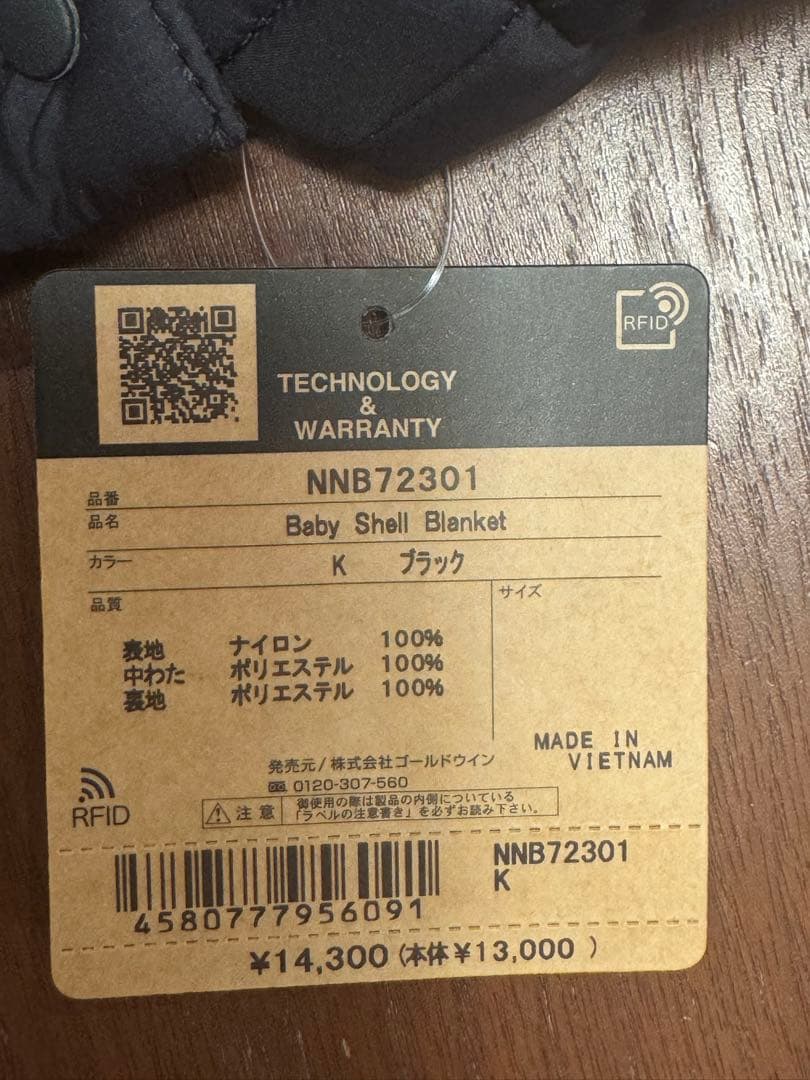 RFID
TECHNOLOGY
&
WARRANTY
品番 NNB72301
品名 Baby Shell Blanket
カラー K ブラック
品質 サイズ
表地 ナイロン 100%
中わた ポリエステル 100%
裏地 ポリエステル 100%
MADE IN
VIETNAM
発売元/株式会社ゴールドウイン
0120-307-560
RFID
注意 御使用の際は製品の内側についている
「ラベルの注意書き」を必ずお読み下さい。
NNB72301
K
4580777956091
¥14,300(本体¥13,000 )